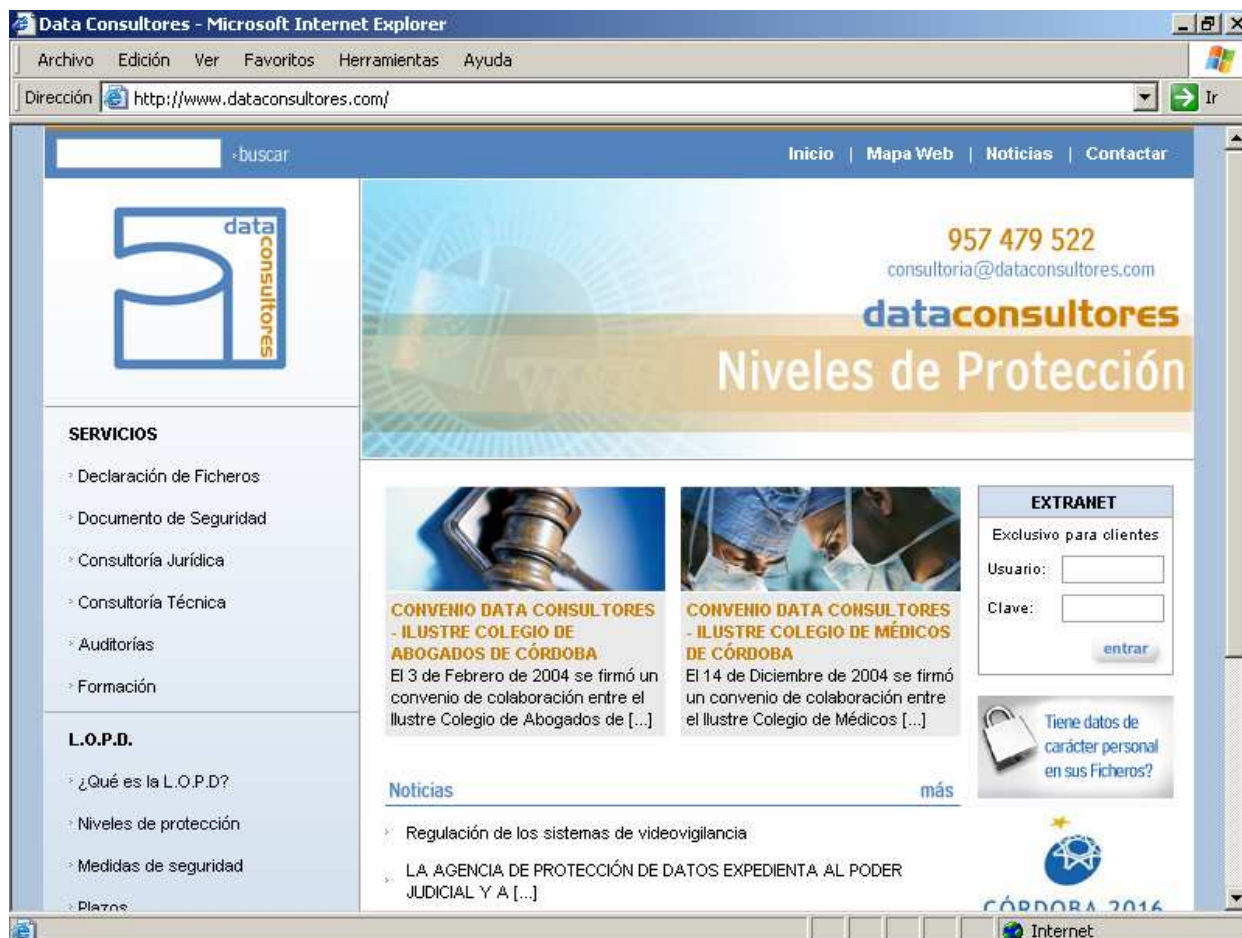 Data Consultores - Microsoft Internet Explorer
Archivo Edición Ver Favoritos Herramientas Ayuda
Dirección http://www.dataconsultores.com/ Ir
buscar
Inicio | Mapa Web | Noticias | Contactar
data
consultores
957 479 522
consultoria@dataconsultores.com
dataconsultores
Niveles de Protección
SERVICIOS
Declaración de Ficheros
Documento de Seguridad
Consultoría Jurídica
Consultoría Técnica
Auditorías
Formación
L.O.P.D.
¿Qué es la L.O.P.D?
Niveles de protección
Medidas de seguridad
Plazos
CONVENIO DATA CONSULTORES
- ILUSTRE COLEGIO DE
ABOGADOS DE CÓRDOBA
El 3 de Febrero de 2004 se firmó un
convenio de colaboración entre el
Ilustre Colegio de Abogados de [...]
CONVENIO DATA CONSULTORES
- ILUSTRE COLEGIO DE MÉDICOS
DE CÓRDOBA
El 14 de Diciembre de 2004 se firmó
un convenio de colaboración entre
el Ilustre Colegio de Médicos [...]
EXTRANET
Exclusivo para clientes
Usuario:
Clave:
entrar
Tiene datos de
carácter personal
en sus Ficheros?
Noticias más
Regulación de los sistemas de videovigilancia
LA AGENCIA DE PROTECCIÓN DE DATOS EXPEDIENTA AL PODER
JUDICIAL Y A [...]
CÓRDOBA 2016
Internet